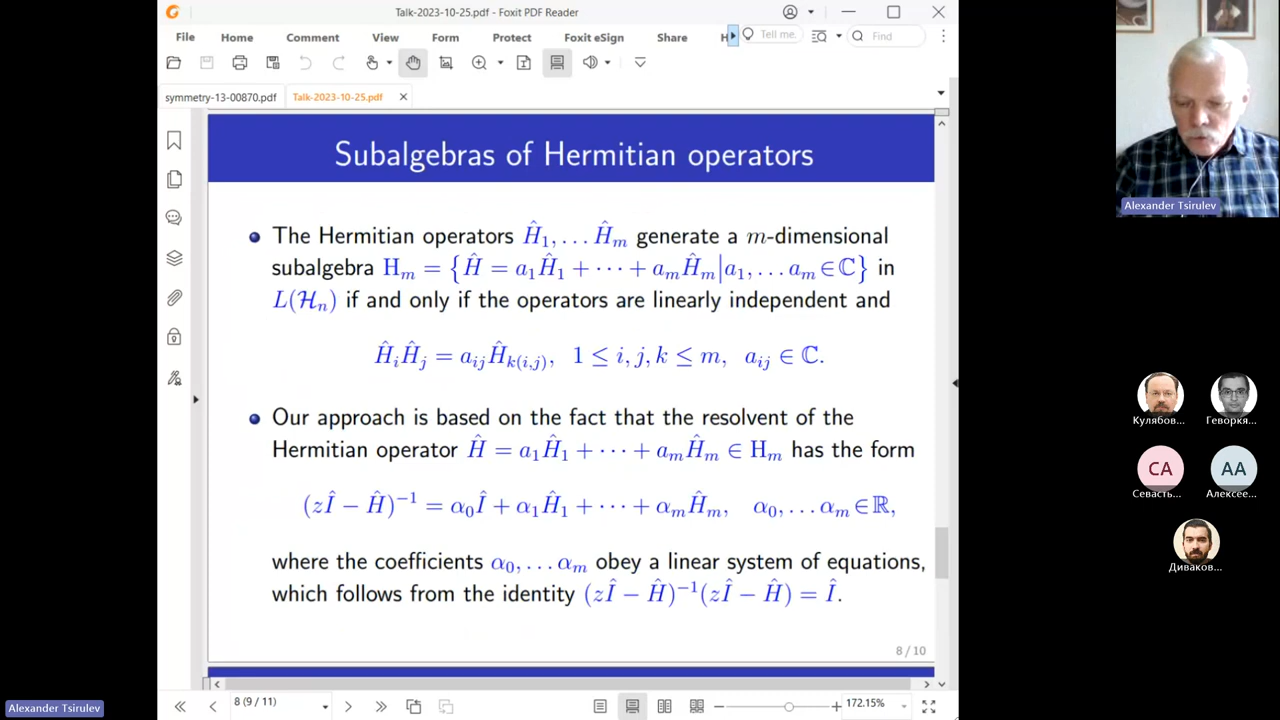 Talk-2023-10-25.pdf - Foxit PDF Reader
File Home Comment View Form Protect Foxit eSign Share H Tell me. Find
symmetry-13-00870.pdf Talk-2023-10-25.pdf
Subalgebras of Hermitian operators
The Hermitian operators Ĥ₁, … Ĥₘ generate a m-dimensional
subalgebra Hₘ = {Ĥ = a₁Ĥ₁ + ··· + aₘĤₘ|a₁, … aₘ ∈ ℂ} in
L(ℋₙ) if and only if the operators are linearly independent and
ĤᵢĤⱼ = aᵢⱼĤₖ₍ᵢ,ⱼ₎, 1 ≤ i, j, k ≤ m, aᵢⱼ ∈ ℂ.
Our approach is based on the fact that the resolvent of the
Hermitian operator Ĥ = a₁Ĥ₁ + ··· + aₘĤₘ ∈ Hₘ has the form
(zÎ − Ĥ)⁻¹ = α₀Î + α₁Ĥ₁ + ··· + αₘĤₘ, α₀, … αₘ ∈ ℝ,
where the coefficients α₀, … αₘ obey a linear system of equations,
which follows from the identity (zÎ − Ĥ)⁻¹(zÎ − Ĥ) = Î.
8 / 10
8 (9 / 11)
172.15%
Alexander Tsirulev
Alexander Tsirulev
Кулябов...
Геворкя...
CA
AA
Севасть...
Алексее...
Диваков...